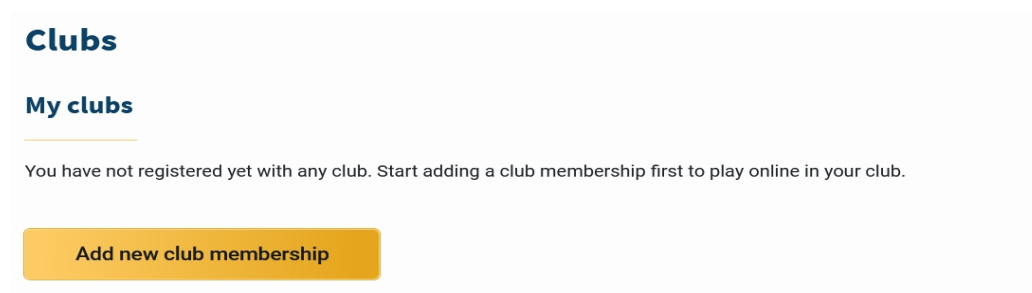 Clubs
My clubs
You have not registered yet with any club. Start adding a club membership first to play online in your club.
Add new club membership